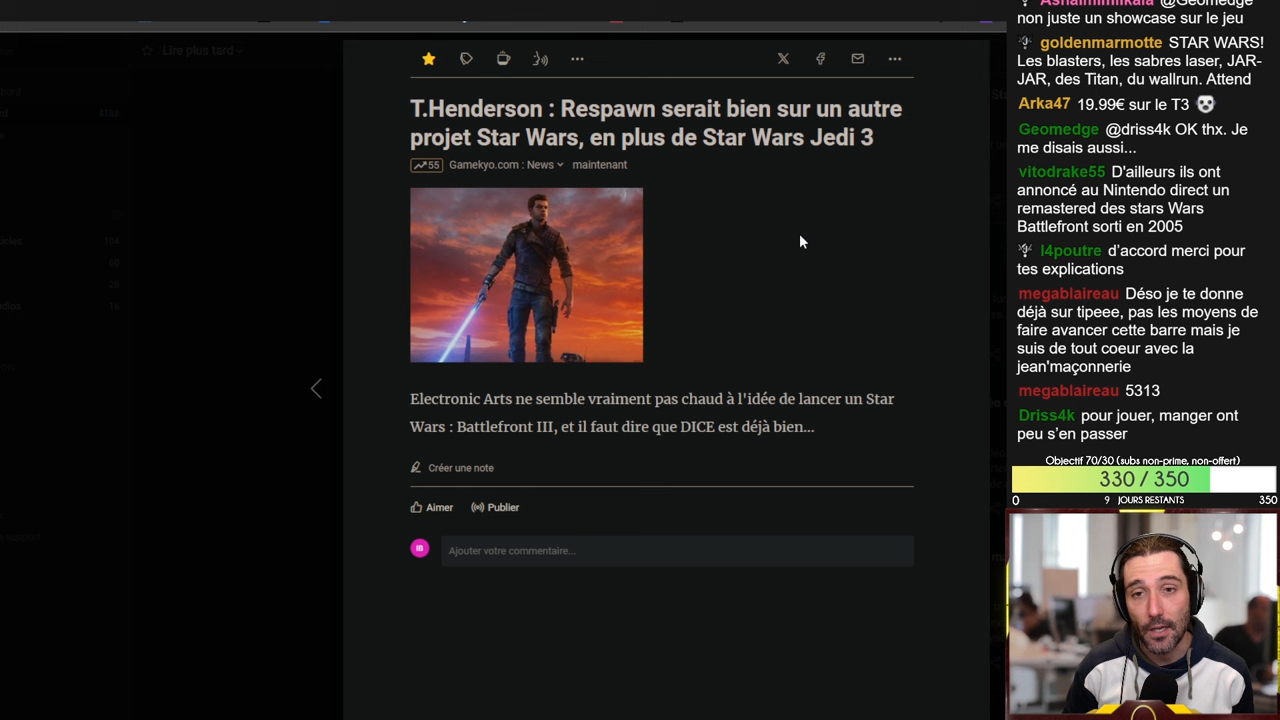 Lire plus tard
T.Henderson : Respawn serait bien sur un autre
projet Star Wars, en plus de Star Wars Jedi 3
55 Gamekyo.com : News maintenant
Electronic Arts ne semble vraiment pas chaud à l'idée de lancer un Star
Wars : Battlefront III, et il faut dire que DICE est déjà bien...
Créer une note
Aimer Publier
IB Ajoutez votre commentaire...
non juste un showcase sur le jeu
goldenmarmotte STAR WARS!
Les blasters, les sabres laser, JAR-
JAR, des Titan, du wallrun. Attend
Arka47 19.99€ sur le T3
Geomedge @driss4k OK thx. Je
me disais aussi...
vitodrake55 D'ailleurs ils ont
annoncé au Nintendo direct un
remastered des stars Wars
Battlefront sorti en 2005
l4poutre d’accord merci pour
tes explications
megablaireau Déso je te donne
déjà sur tipeee, pas les moyens de
faire avancer cette barre mais je
suis de tout coeur avec la
jean'maçonnerie
megablaireau 5313
Driss4k pour jouer, manger ont
peu s’en passer
Objectif 70/30 (subs non-prime, non-offert)
330 / 350
0 9 JOURS RESTANTS 350